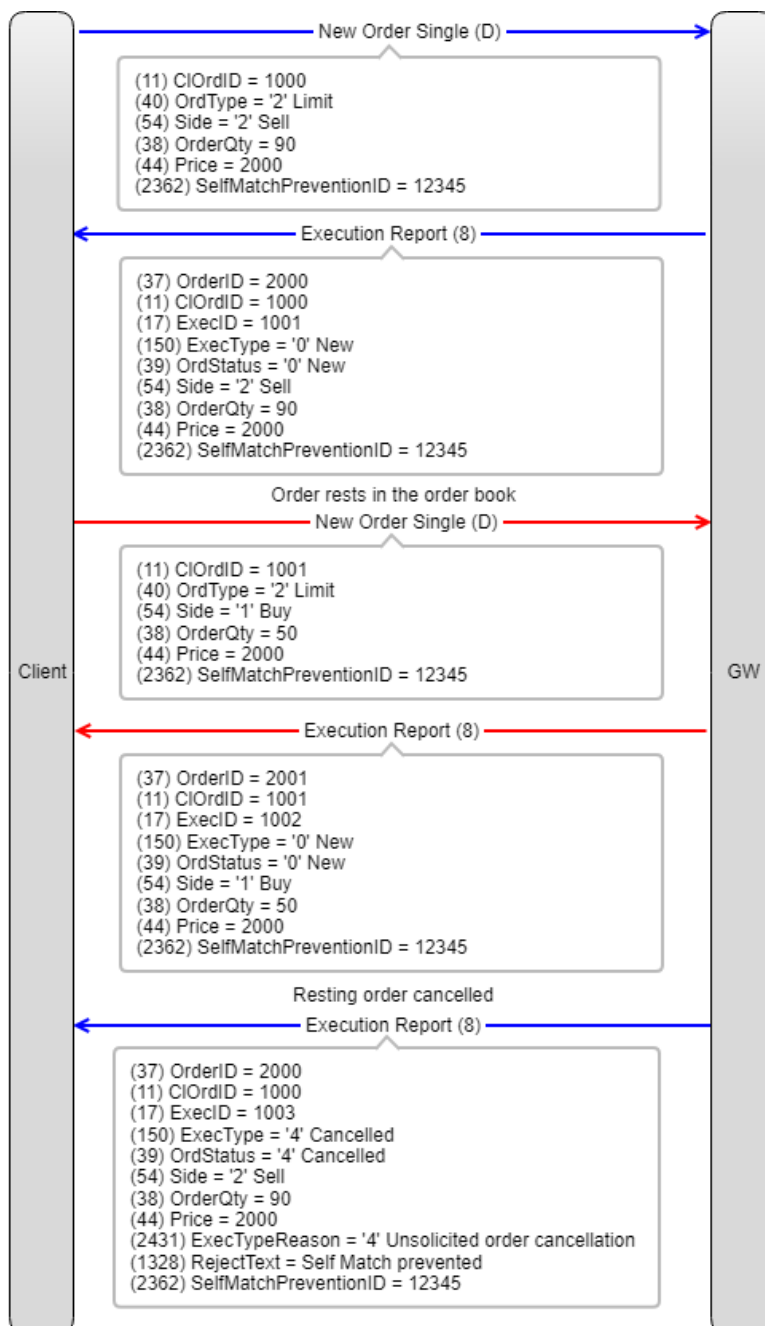 New Order Single (D)
(11) ClOrdID = 1000
(40) OrdType = '2' Limit
(54) Side = '2' Sell
(38) OrderQty = 90
(44) Price = 2000
(2362) SelfMatchPreventionID = 12345
Execution Report (8)
(37) OrderID = 2000
(11) ClOrdID = 1000
(17) ExecID = 1001
(150) ExecType = '0' New
(39) OrdStatus = '0' New
(54) Side = '2' Sell
(38) OrderQty = 90
(44) Price = 2000
(2362) SelfMatchPreventionID = 12345
Order rests in the order book
New Order Single (D)
(11) ClOrdID = 1001
(40) OrdType = '2' Limit
(54) Side = '1' Buy
(38) OrderQty = 50
(44) Price = 2000
(2362) SelfMatchPreventionID = 12345
Client
GW
Execution Report (8)
(37) OrderID = 2001
(11) ClOrdID = 1001
(17) ExecID = 1002
(150) ExecType = '0' New
(39) OrdStatus = '0' New
(54) Side = '1' Buy
(38) OrderQty = 50
(44) Price = 2000
(2362) SelfMatchPreventionID = 12345
Resting order cancelled
Execution Report (8)
(37) OrderID = 2000
(11) ClOrdID = 1000
(17) ExecID = 1003
(150) ExecType = '4' Cancelled
(39) OrdStatus = '4' Cancelled
(54) Side = '2' Sell
(38) OrderQty = 90
(44) Price = 2000
(2431) ExecTypeReason = '4' Unsolicited order cancellation
(1328) RejectText = Self Match prevented
(2362) SelfMatchPreventionID = 12345